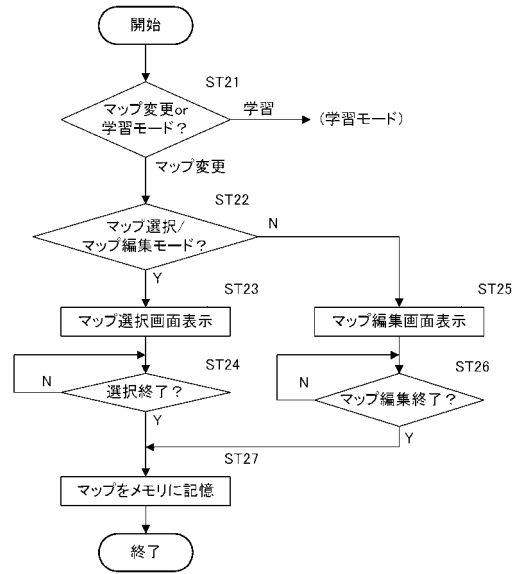 開始
ST21
マップ変更or
学習モード？
学習
(学習モード)
マップ変更
ST22
マップ選択/
マップ編集モード？
N
Y
ST23
マップ選択画面表示
ST25
マップ編集画面表示
ST24
選択終了？
N
Y
ST26
マップ編集終了？
N
Y
ST27
マップをメモリに記憶
終了